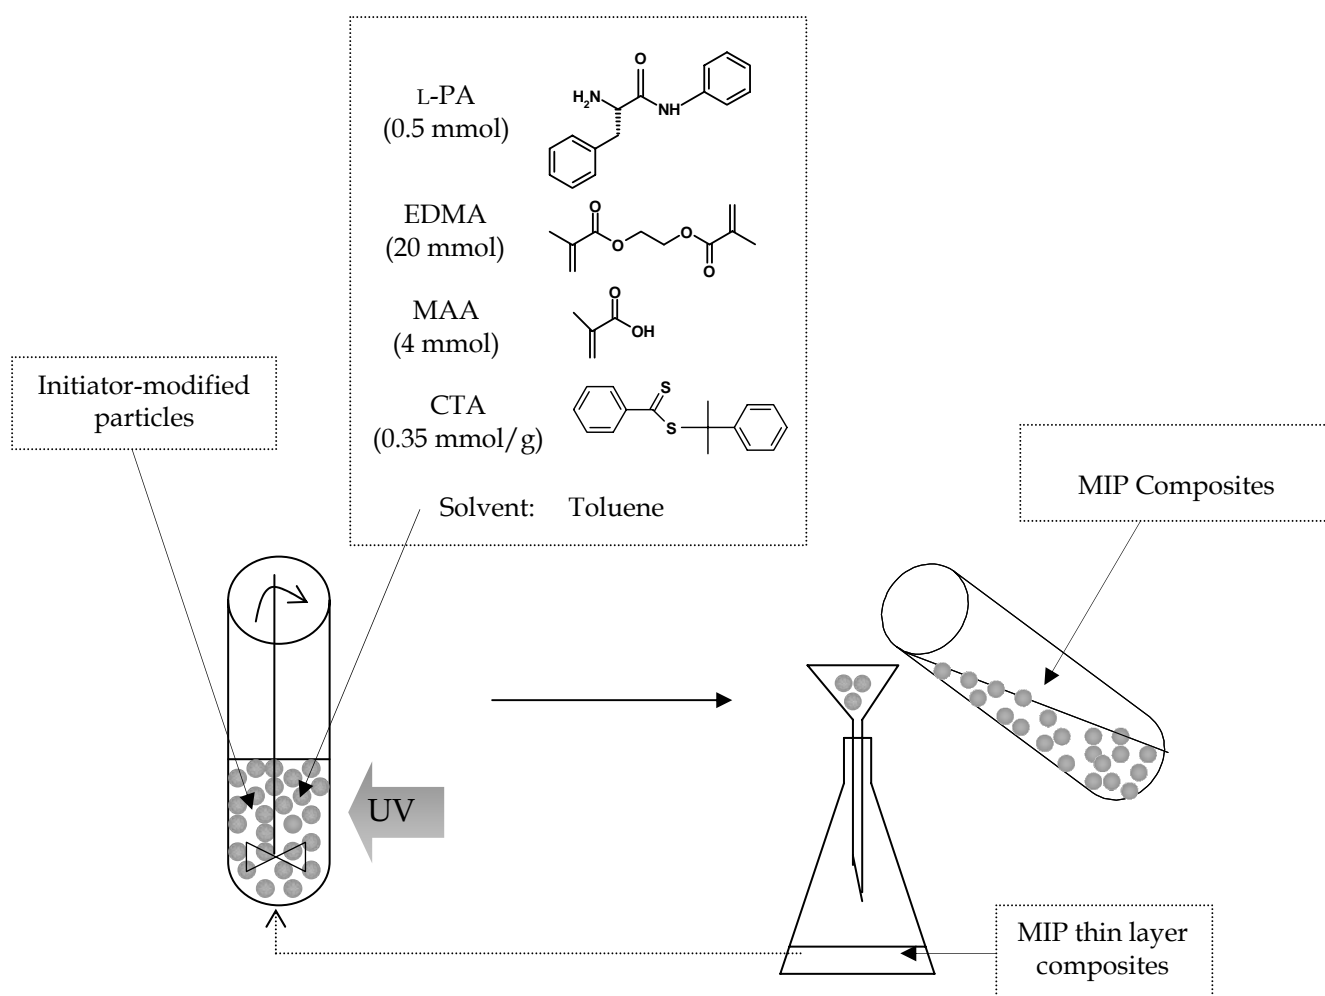 L-PA
(0.5 mmol)
O
H2N
NH
EDMA
(20 mmol)
O
O
O
O
MAA
(4 mmol)
O
OH
CTA
(0.35 mmol/g)
S
S
Solvent: Toluene
Initiator-modified
particles
MIP Composites
UV
MIP thin layer
composites